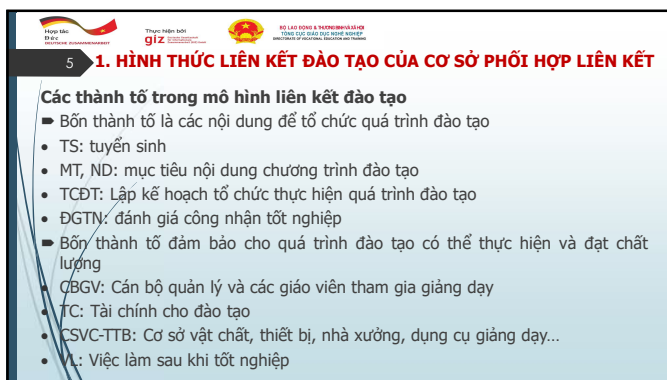 Hợp tác
Đức
DEUTSCHE ZUSAMMENARBEIT
Thực hiện bởi
giz
BỘ LAO ĐỘNG & THƯƠNG BINH VÀ XÃ HỘI
TỔNG CỤC GIÁO DỤC NGHỀ NGHIỆP
DIRECTORATE OF VOCATIONAL EDUCATION AND TRAINING
5
1. HÌNH THỨC LIÊN KẾT ĐÀO TẠO CỦA CƠ SỞ PHỐI HỢP LIÊN KẾT
Các thành tố trong mô hình liên kết đào tạo
Bốn thành tố là các nội dung để tổ chức quá trình đào tạo
• TS: tuyển sinh
• MT, ND: mục tiêu nội dung chương trình đào tạo
• TCĐT: Lập kế hoạch tổ chức thực hiện quá trình đào tạo
• ĐGTN: đánh giá công nhận tốt nghiệp
Bốn thành tố đảm bảo cho quá trình đào tạo có thể thực hiện và đạt chất
lượng
• CBGV: Cán bộ quản lý và các giáo viên tham gia giảng dạy
• TC: Tài chính cho đào tạo
• CSVC-TTB: Cơ sở vật chất, thiết bị, nhà xưởng, dụng cụ giảng dạy...
• VL: Việc làm sau khi tốt nghiệp